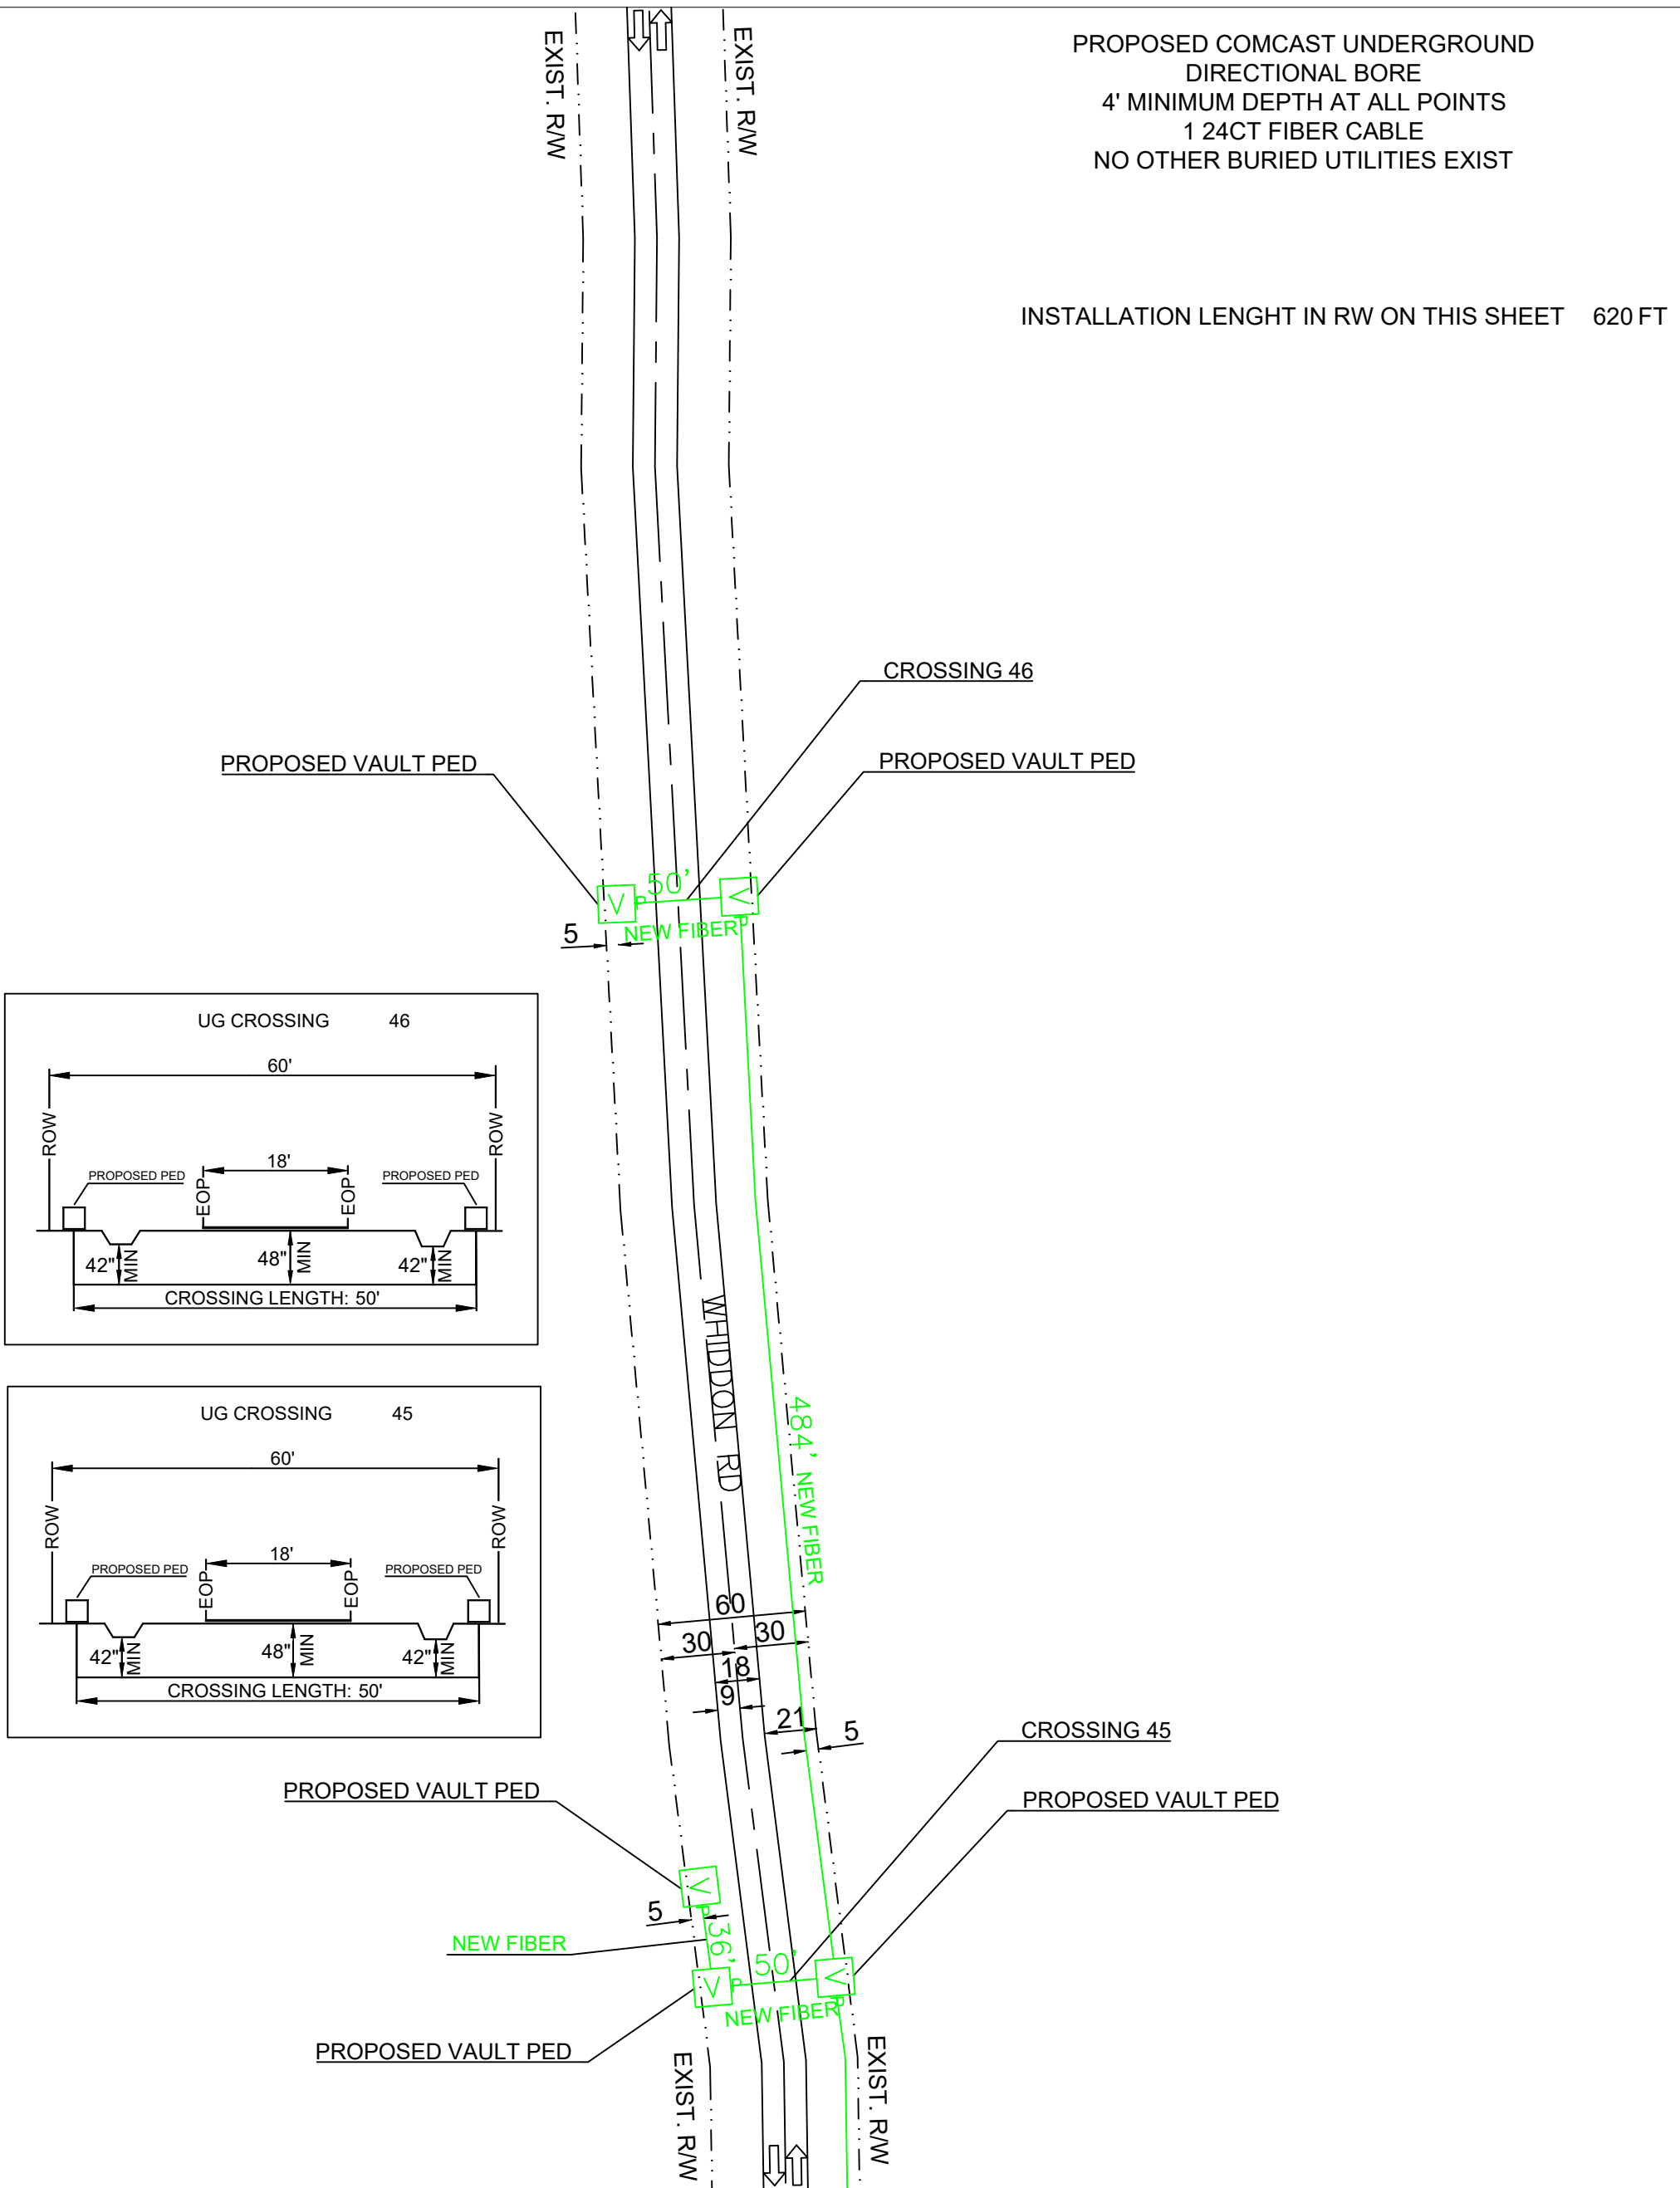 PROPOSED COMCAST UNDERGROUND
DIRECTIONAL BORE
4' MINIMUM DEPTH AT ALL POINTS
1 24CT FIBER CABLE
NO OTHER BURIED UTILITIES EXIST
EXIST. R/W
EXIST. R/W
INSTALLATION LENGHT IN RW ON THIS SHEET 620 FT
CROSSING 46
PROPOSED VAULT PED
PROPOSED VAULT PED
50'
V
P
V
P
NEW FIBER
5
UG CROSSING 46
60'
ROW
ROW
18'
PROPOSED PED
PROPOSED PED
EOP
EOP
42" MIN
48" MIN
42" MIN
CROSSING LENGTH: 50'
WHIDDON RD
484' NEW FIBER
UG CROSSING 45
60'
ROW
ROW
18'
PROPOSED PED
PROPOSED PED
EOP
EOP
42" MIN
48" MIN
42" MIN
CROSSING LENGTH: 50'
60
30
30
18
9
21
5
CROSSING 45
PROPOSED VAULT PED
PROPOSED VAULT PED
V
P
5
36'
NEW FIBER
50'
V
P
V
P
NEW FIBER
PROPOSED VAULT PED
EXIST. R/W
EXIST. R/W